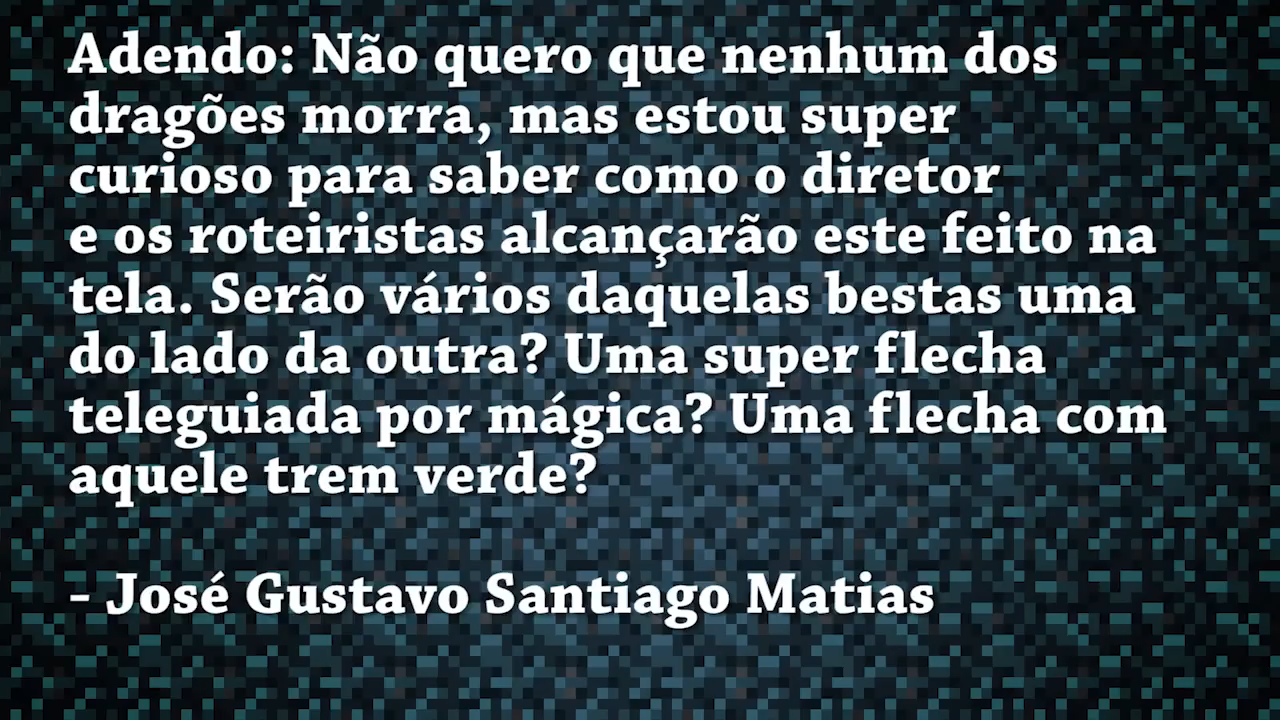 Adendo: Não quero que nenhum dos
dragões morra, mas estou super
curioso para saber como o diretor
e os roteiristas alcançarão este feito na
tela. Serão vários daquelas bestas uma
do lado da outra? Uma super flecha
teleguiada por mágica? Uma flecha com
aquele trem verde?
- José Gustavo Santiago Matias